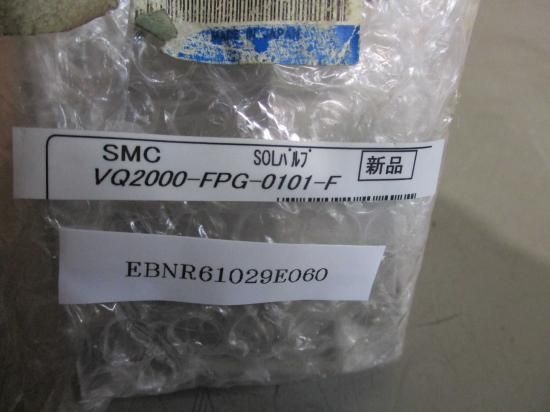 MADE IN JAPAN
SMC SOLバルブ 新品
VQ2000-FPG-0101-F
EBNR61029E060